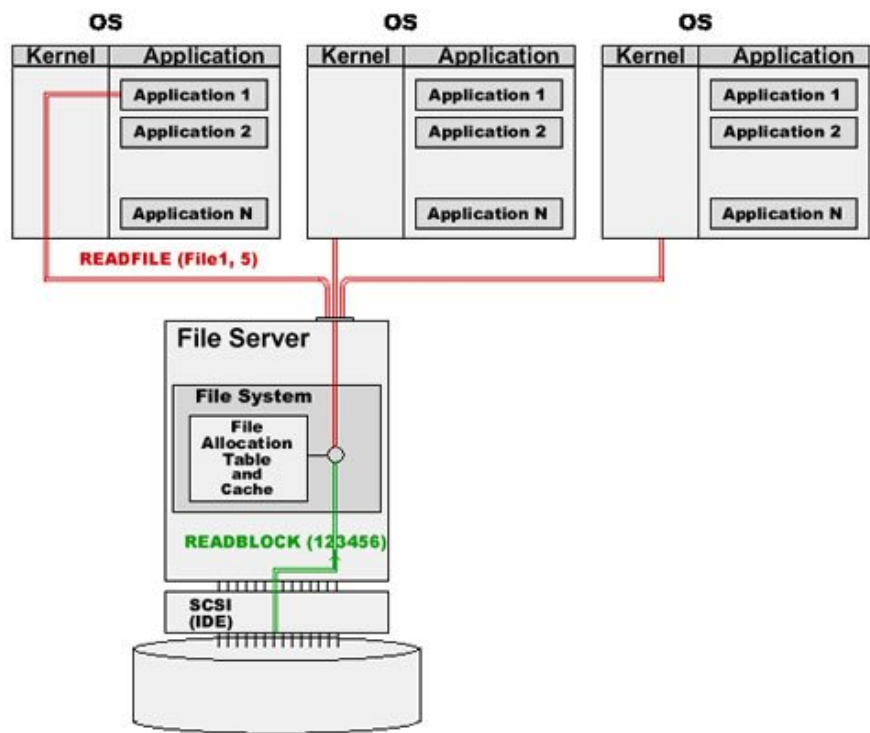 OS OS OS
Kernel Application Kernel Application Kernel Application
Application 1 Application 1 Application 1
Application 2 Application 2 Application 2
Application N Application N Application N
READFILE (File1, 5)
File Server
File System
File
Allocation
Table
and
Cache
READBLOCK (123456)
SCSI
(IDE)